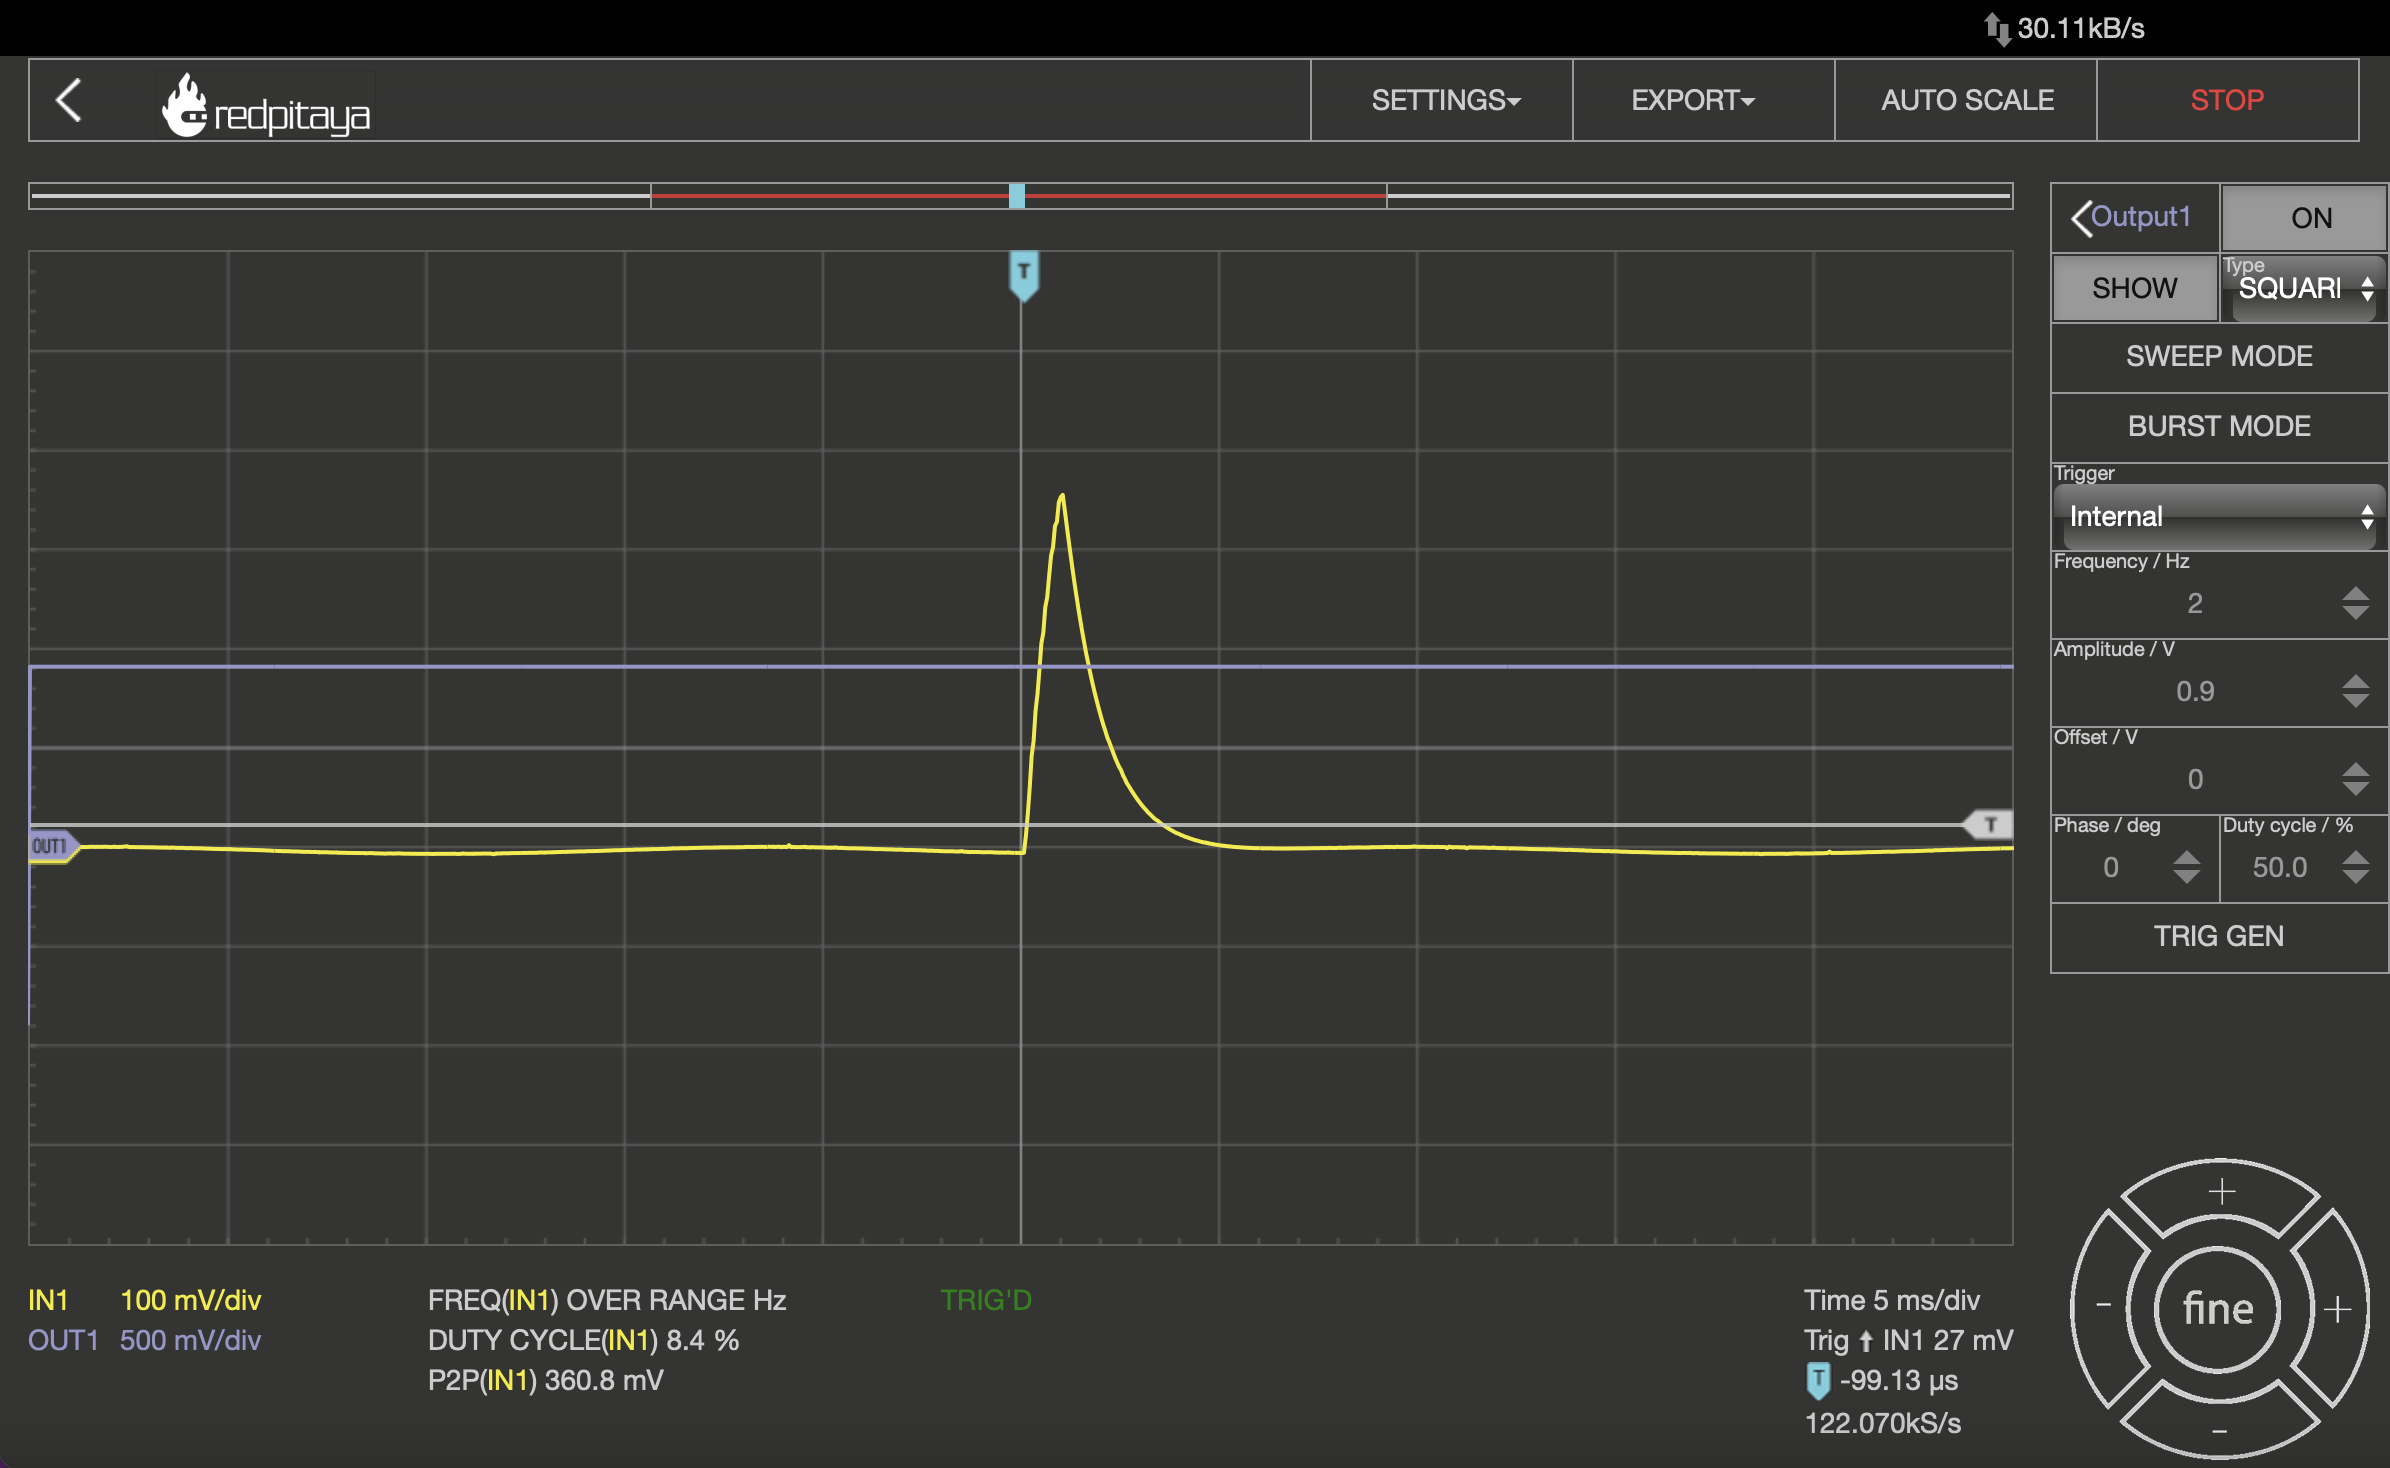 30.11kB/s
redpitaya
SETTINGS
EXPORT
AUTO SCALE
STOP
Output1
ON
SHOW
Type
SQUARI
SWEEP MODE
BURST MODE
Trigger
Internal
Frequency / Hz
2
Amplitude / V
0.9
Offset / V
0
Phase / deg
0
Duty cycle / %
50.0
TRIG GEN
T
T
OUT1
IN1 100 mV/div
OUT1 500 mV/div
FREQ(IN1) OVER RANGE Hz
DUTY CYCLE(IN1) 8.4 %
P2P(IN1) 360.8 mV
TRIG'D
Time 5 ms/div
Trig IN1 27 mV
T -99.13 µs
122.070kS/s
+
- fine +
-